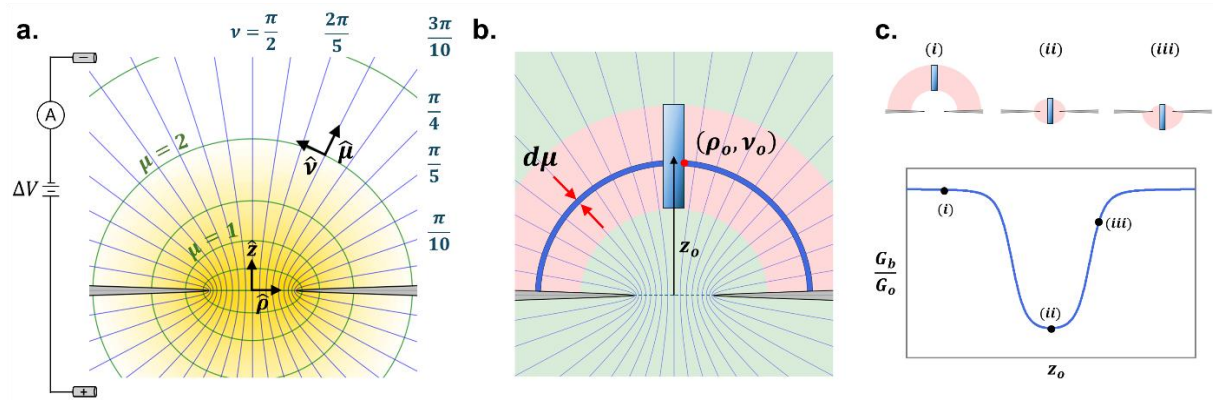 a.
ν = π/2
2π/5
3π/10
π/4
π/5
π/10
μ = 2
μ = 1
ν̂
μ̂
ẑ
ρ̂
−
A
ΔV
+
b.
dμ
(ρₒ, νₒ)
zₒ
c.
(i)
(ii)
(iii)
G_b/Gₒ
(i)
(ii)
(iii)
zₒ